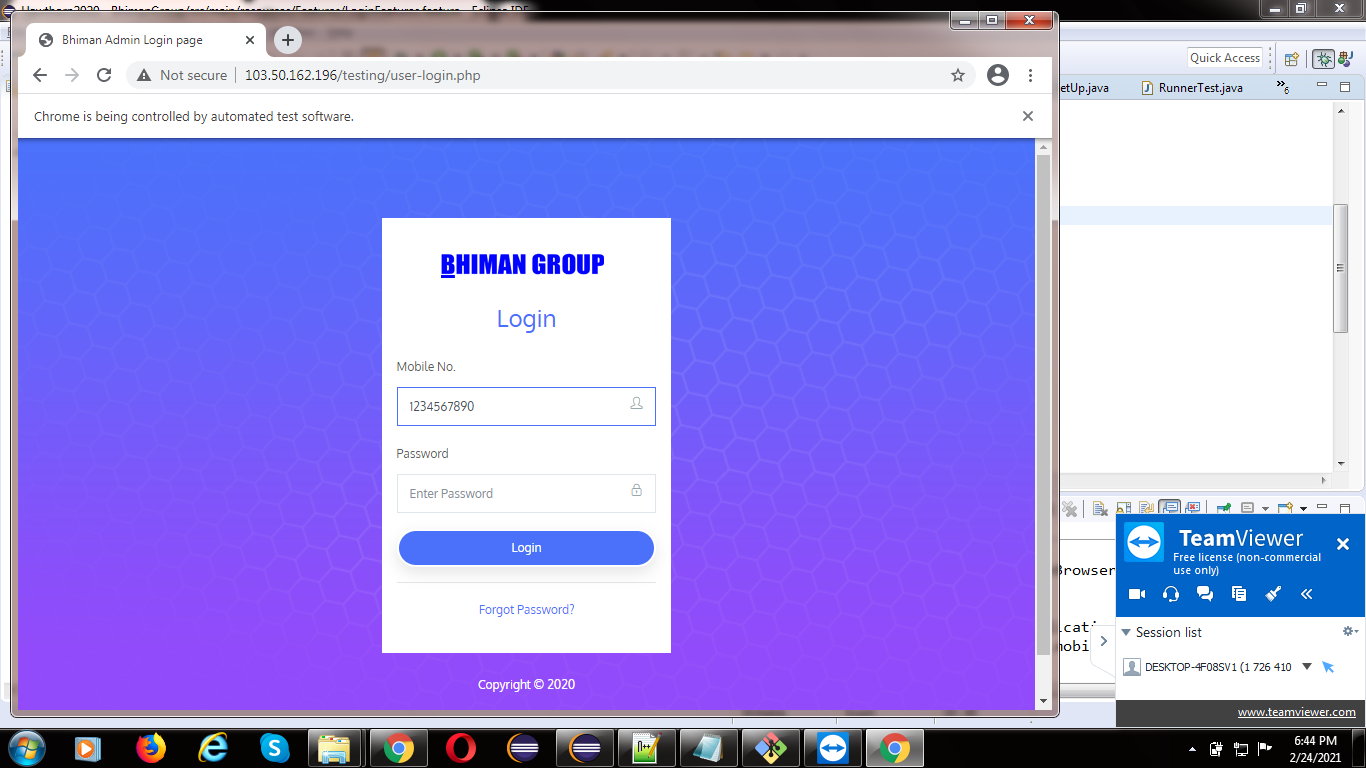 Bhiman Admin Login page
Not secure
103.50.162.196/testing/user-login.php
Chrome is being controlled by automated test software.
BHIMAN GROUP
Login
Mobile No.
1234567890
Password
Enter Password
Login
Forgot Password?
Copyright © 2020
Quick Access
etUp.java
RunnerTest.java
»6
Browser
licati
mobi
TeamViewer
Free license (non-commercial
use only)
Session list
DESKTOP-4F08SV1 (1 726 410
www.teamviewer.com
n++
6:44 PM
2/24/2021